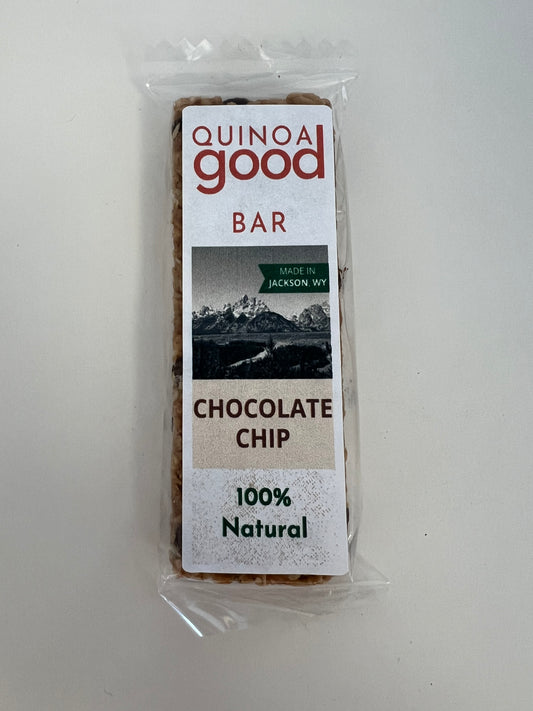 QUINOA
good
BAR
MADE IN
JACKSON, WY
CHOCOLATE
CHIP
100%
Natural